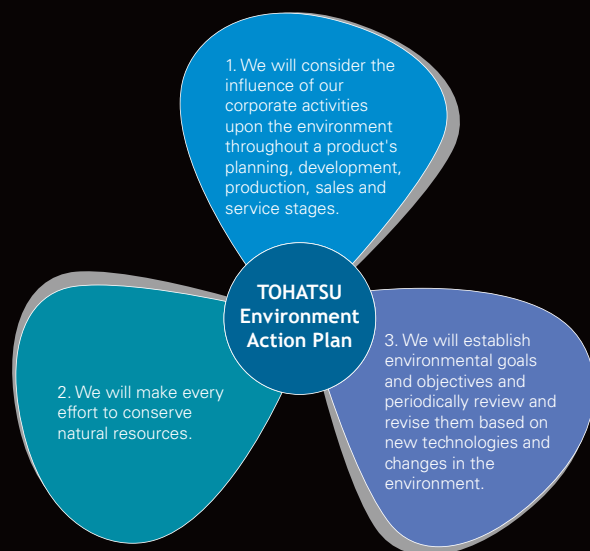 1. We will consider the
influence of our
corporate activities
upon the environment
throughout a product's
planning, development,
production, sales and
service stages.
TOHATSU
Environment
Action Plan
2. We will make every
effort to conserve
natural resources.
3. We will establish
environmental goals
and objectives and
periodically review and
revise them based on
new technologies and
changes in the
environment.